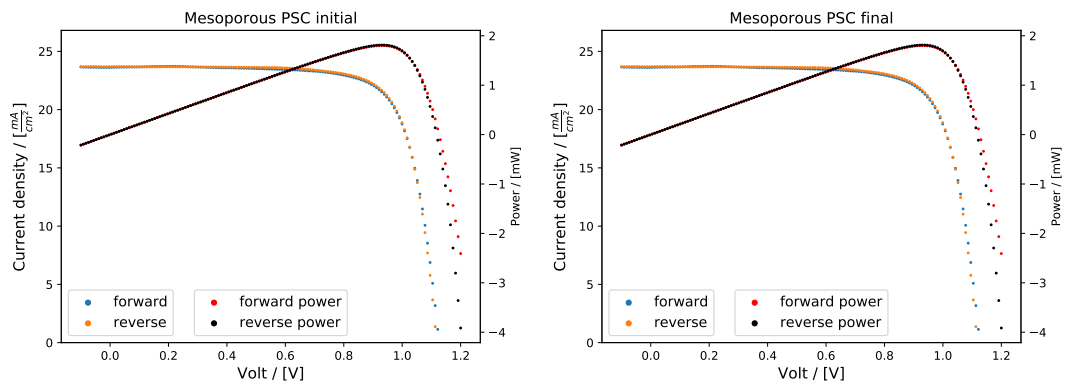 Mesoporous PSC initial
Current density / [mA/cm²]
25
20
15
10
5
0
2
1
0
−1
−2
−3
−4
Power / [mW]
forward
reverse
forward power
reverse power
0.0 0.2 0.4 0.6 0.8 1.0 1.2
Volt / [V]
Mesoporous PSC final
Current density / [mA/cm²]
25
20
15
10
5
0
2
1
0
−1
−2
−3
−4
Power / [mW]
forward
reverse
forward power
reverse power
0.0 0.2 0.4 0.6 0.8 1.0 1.2
Volt / [V]